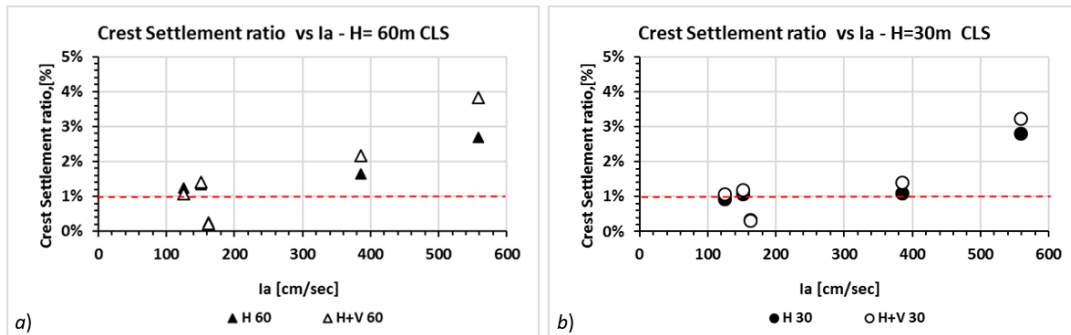 Crest Settlement ratio vs Ia - H= 60m CLS
5%
4%
3%
2%
1%
0%
Crest Settlement ratio,[%]
0 100 200 300 400 500 600
Ia [cm/sec]
H 60 H+V 60
a)
Crest Settlement ratio vs Ia - H=30m CLS
5%
4%
3%
2%
1%
0%
Crest Settlement ratio,[%]
0 100 200 300 400 500 600
Ia [cm/sec]
H 30 H+V 30
b)